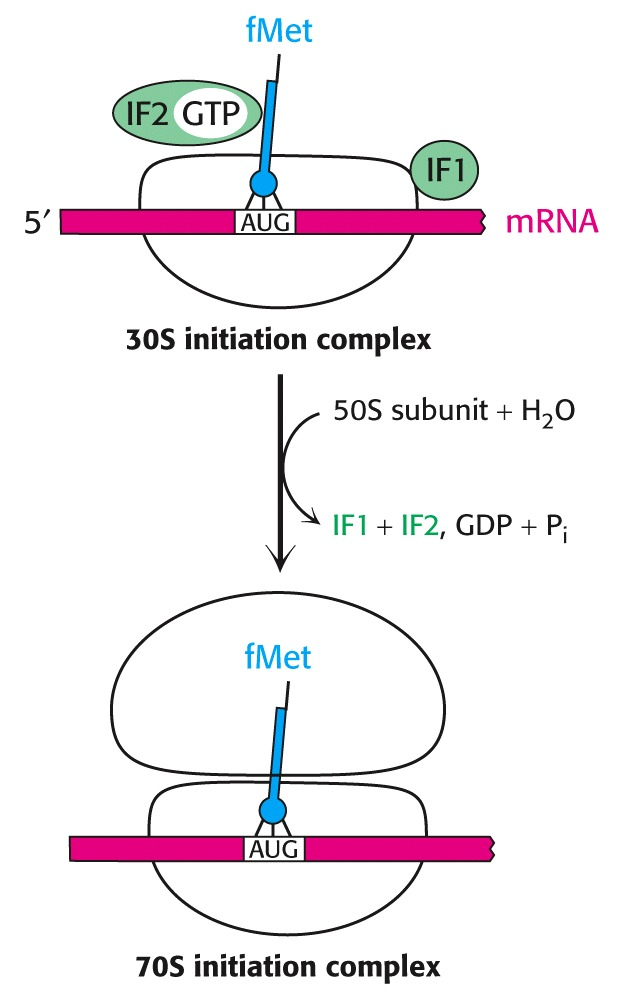 fMet
IF2 GTP
IF1
5′
AUG
mRNA
30S initiation complex
50S subunit + H₂O
IF1 + IF2, GDP + Pᵢ
fMet
AUG
70S initiation complex